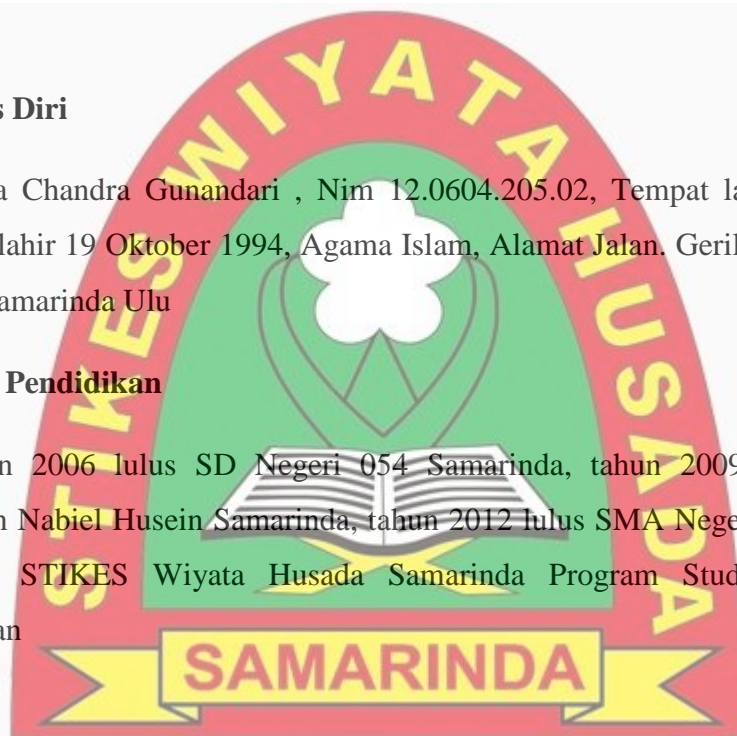 s Diri
a Chandra Gunandari , Nim 12.0604.205.02, Tempat la
lahir 19 Oktober 1994, Agama Islam, Alamat Jalan. Geril
amarinda Ulu
Pendidikan
n 2006 lulus SD Negeri 054 Samarinda, tahun 2009
n Nabiel Husein Samarinda, tahun 2012 lulus SMA Nege
STIKES Wiyata Husada Samarinda Program Stud
an
STIKES WIYATA HUSADA
SAMARINDA